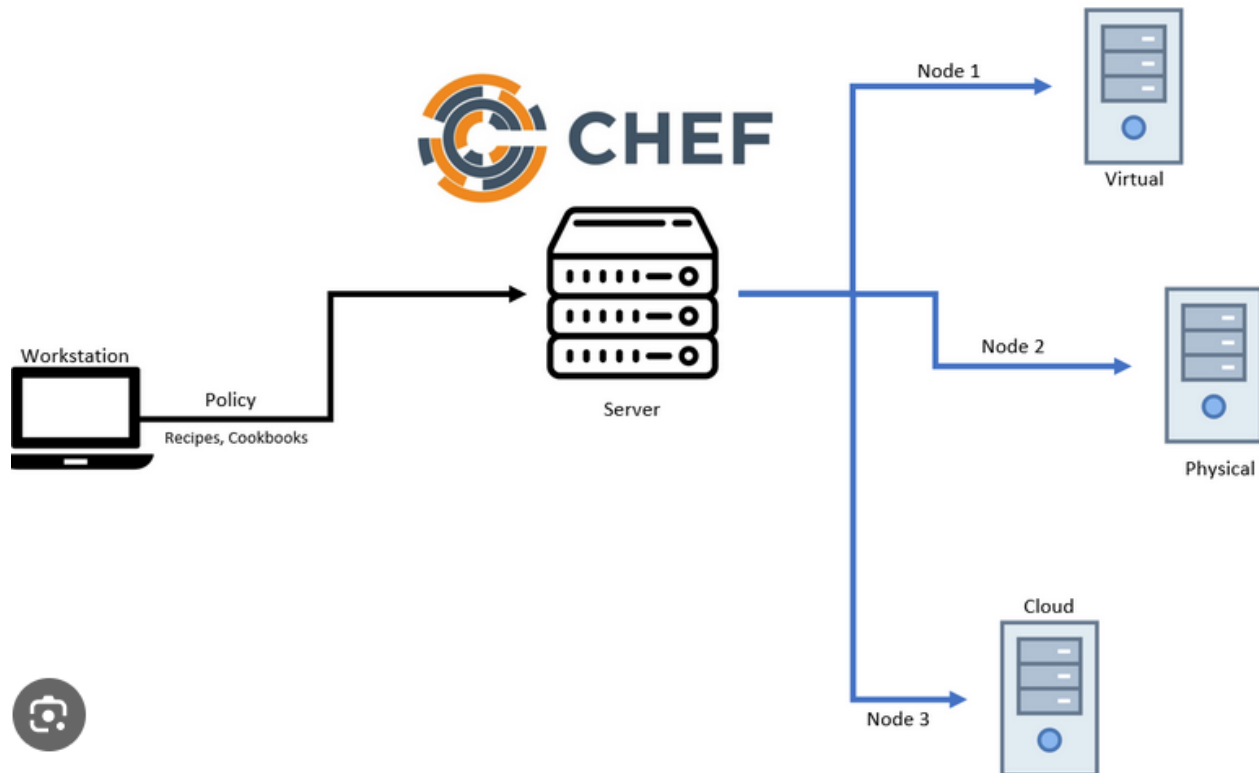 Node 1
CHEF
Virtual
Workstation
Policy
Recipes, Cookbooks
Server
Node 2
Physical
Cloud
Node 3